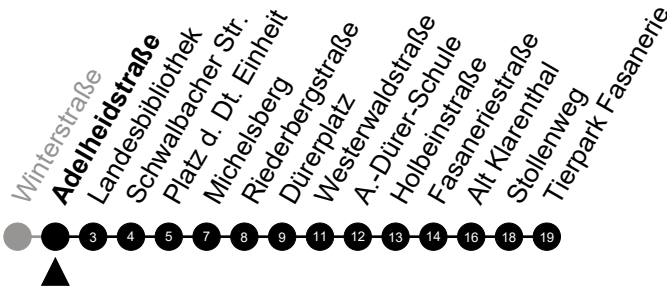 Winterstraße
Adelheidstraße
Landesbibliothek
Schwalbacher Str.
Platz d. Dt. Einheit
Michelsberg
Riederbergstraße
Dürerplatz
Westerwaldstraße
A.-Dürer-Schule
Holbeinstraße
Fasaneriestraße
Alt Klarenthal
Stollenweg
Tierpark Fasanerie
3 4 5 7 8 9 11 12 13 14 16 18 19